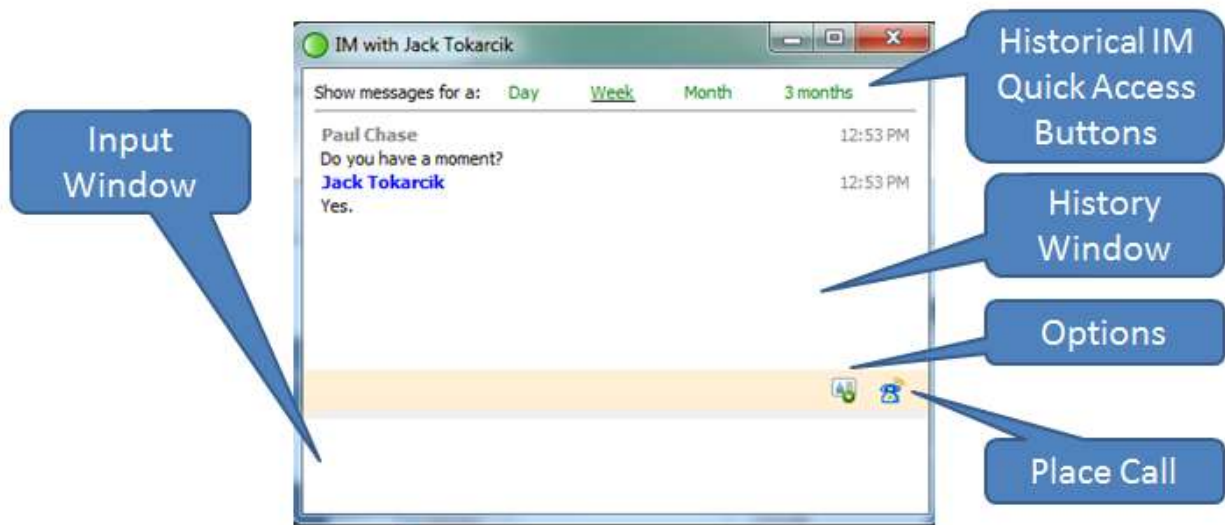 IM with Jack Tokarcik
Show messages for a: Day Week Month 3 months
Paul Chase 12:53 PM
Do you have a moment?
Jack Tokarcik 12:53 PM
Yes.
Input
Window
Historical IM
Quick Access
Buttons
History
Window
Options
Place Call